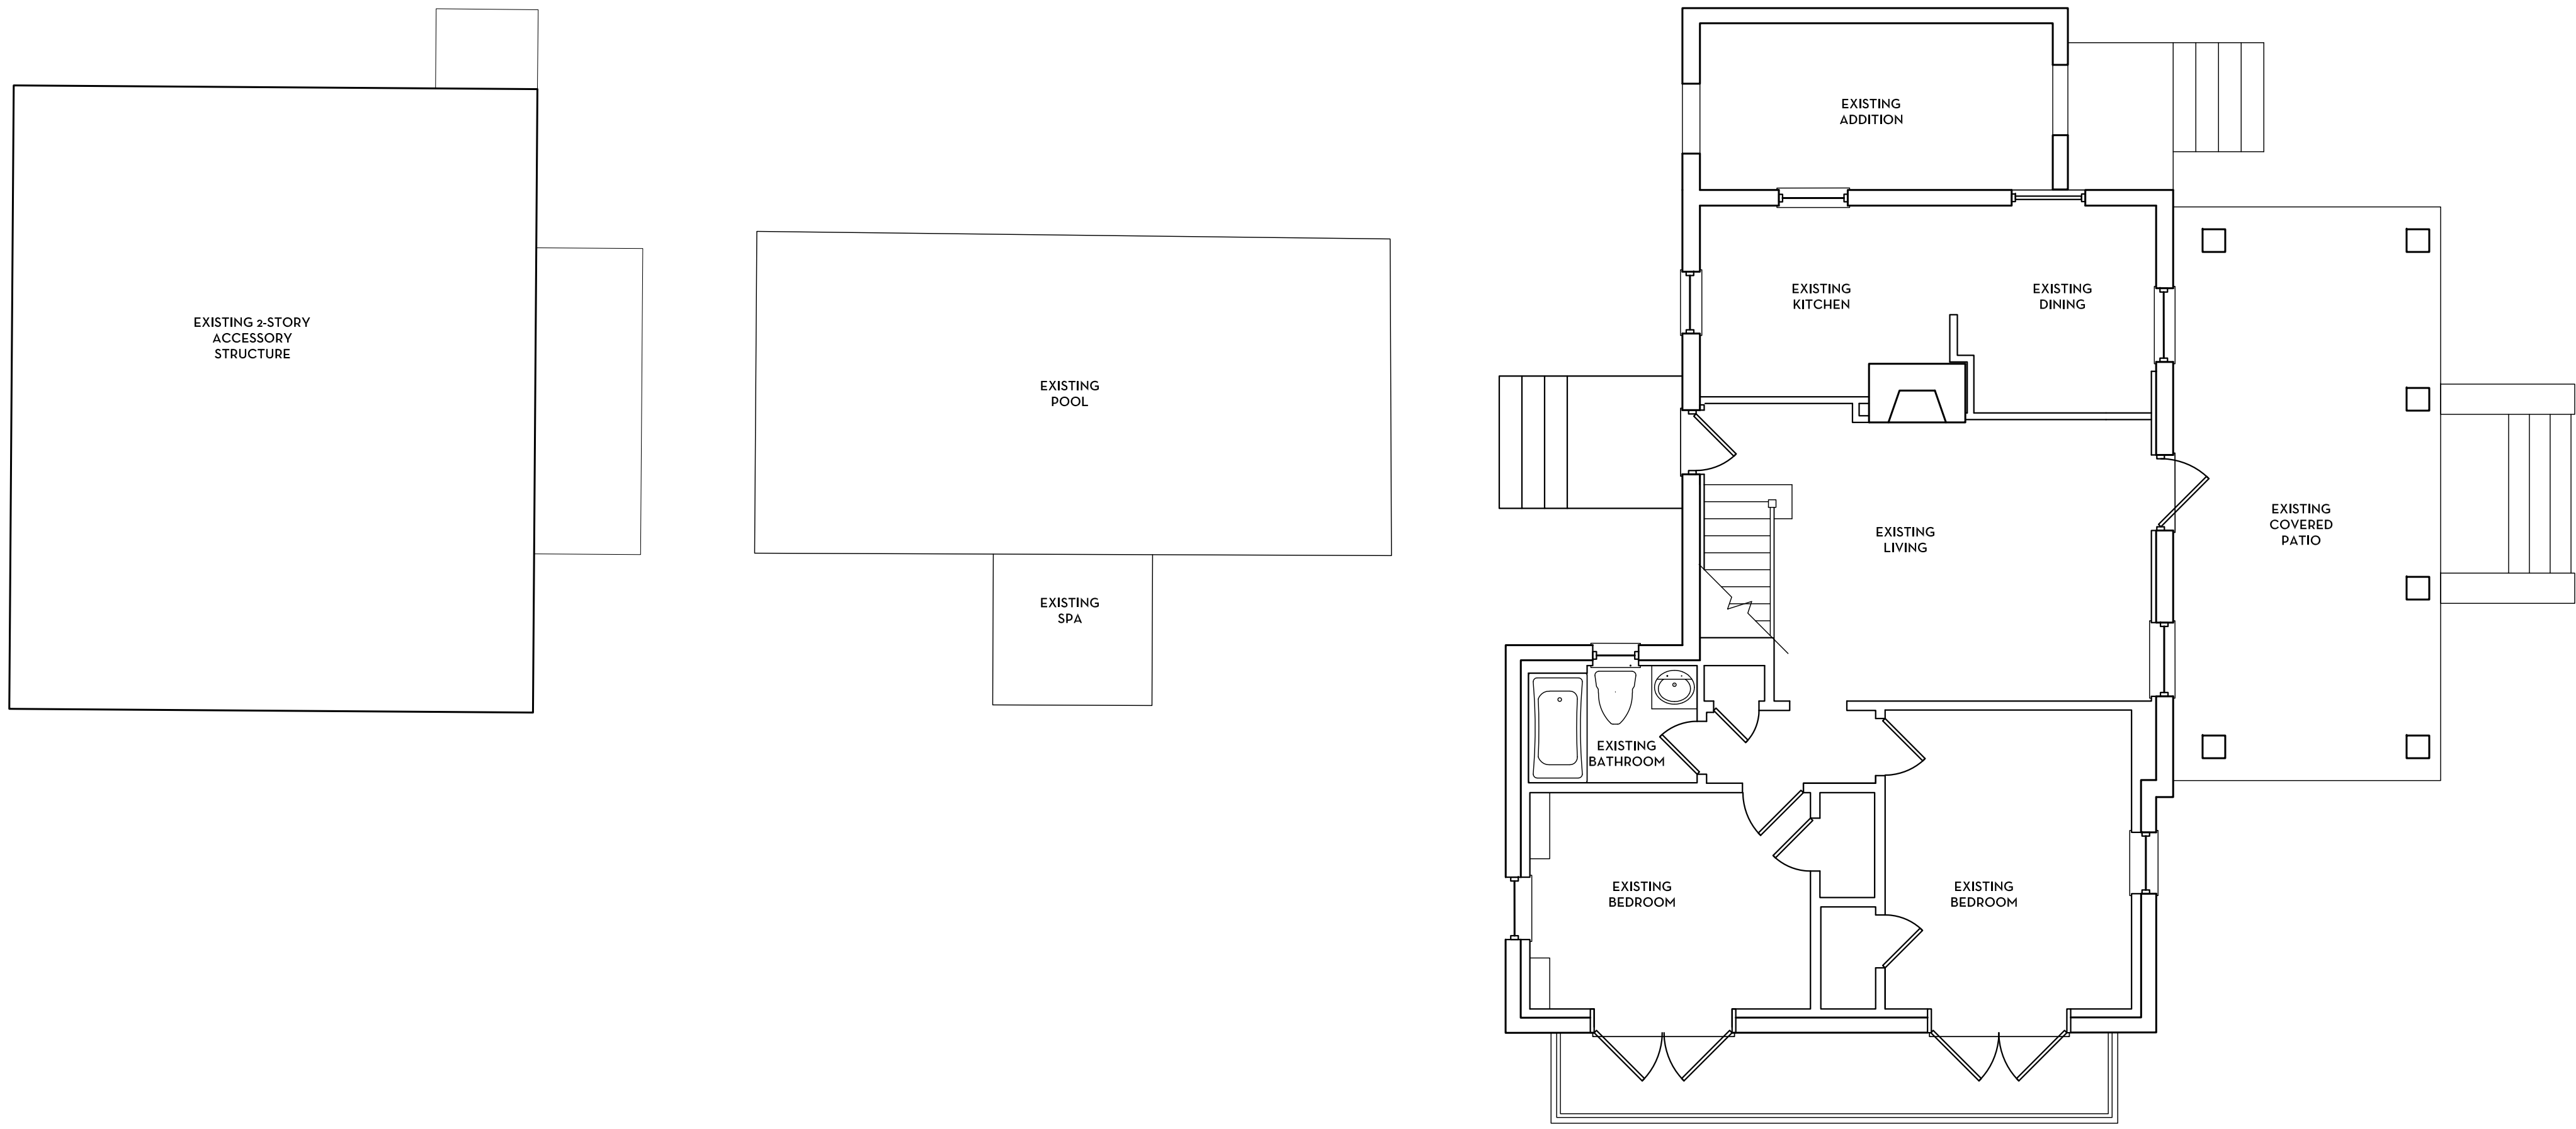 EXISTING
ADDITION
EXISTING
KITCHEN
EXISTING
DINING
EXISTING 2-STORY
ACCESSORY
STRUCTURE
EXISTING
POOL
EXISTING
SPA
EXISTING
LIVING
EXISTING
COVERED
PATIO
EXISTING
BATHROOM
EXISTING
BEDROOM
EXISTING
BEDROOM